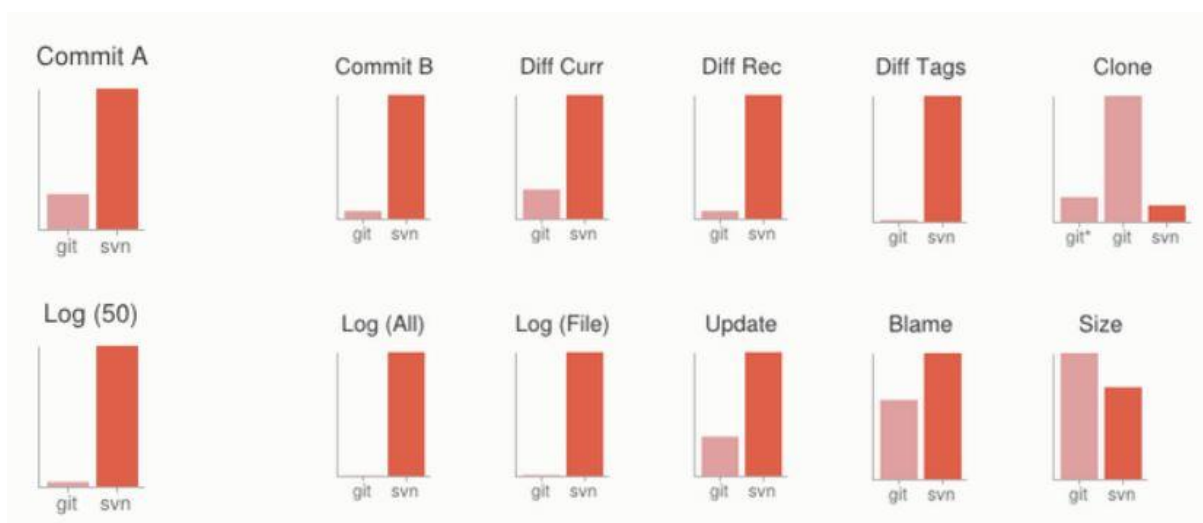 Commit A
Commit B
Diff Curr
Diff Rec
Diff Tags
Clone
git svn
git svn
git svn
git svn
git svn
git* git svn
Log (50)
Log (All)
Log (File)
Update
Blame
Size
git svn
git svn
git svn
git svn
git svn
git svn